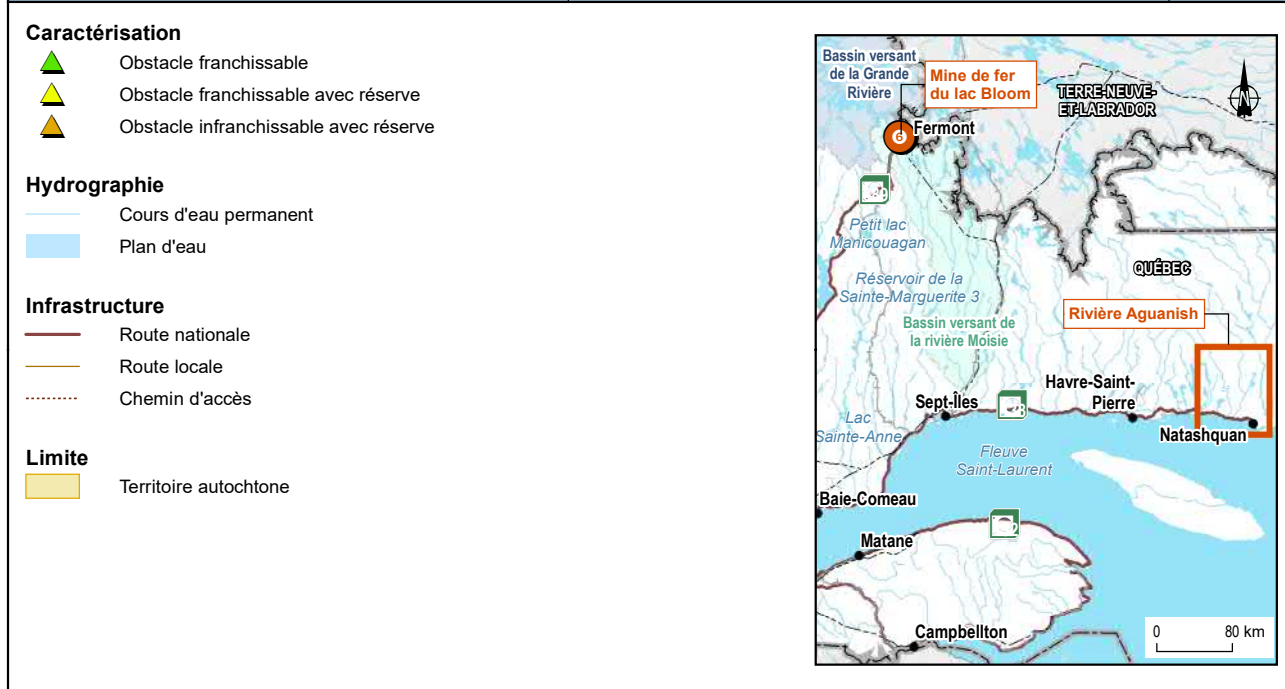 Caractérisation
Obstacle franchissable
Obstacle franchissable avec réserve
Obstacle infranchissable avec réserve
Hydrographie
Cours d'eau permanent
Plan d'eau
Infrastructure
Route nationale
Route locale
Chemin d'accès
Limite
Territoire autochtone
Bassin versant
de la Grande
Rivière
Mine de fer
du lac Bloom
TERRE-NEUVE-
ET-LABRADOR
N
6
Fermont
Petit lac
Manicouagan
QUÉBEC
Réservoir de la
Sainte-Marguerite 3
Rivière Aguanish
Bassin versant de
la rivière Moisie
Havre-Saint-
Pierre
Sept-Îles
Lac
Sainte-Anne
Natashquan
Fleuve
Saint-Laurent
Baie-Comeau
Matane
Campbellton
0 80 km